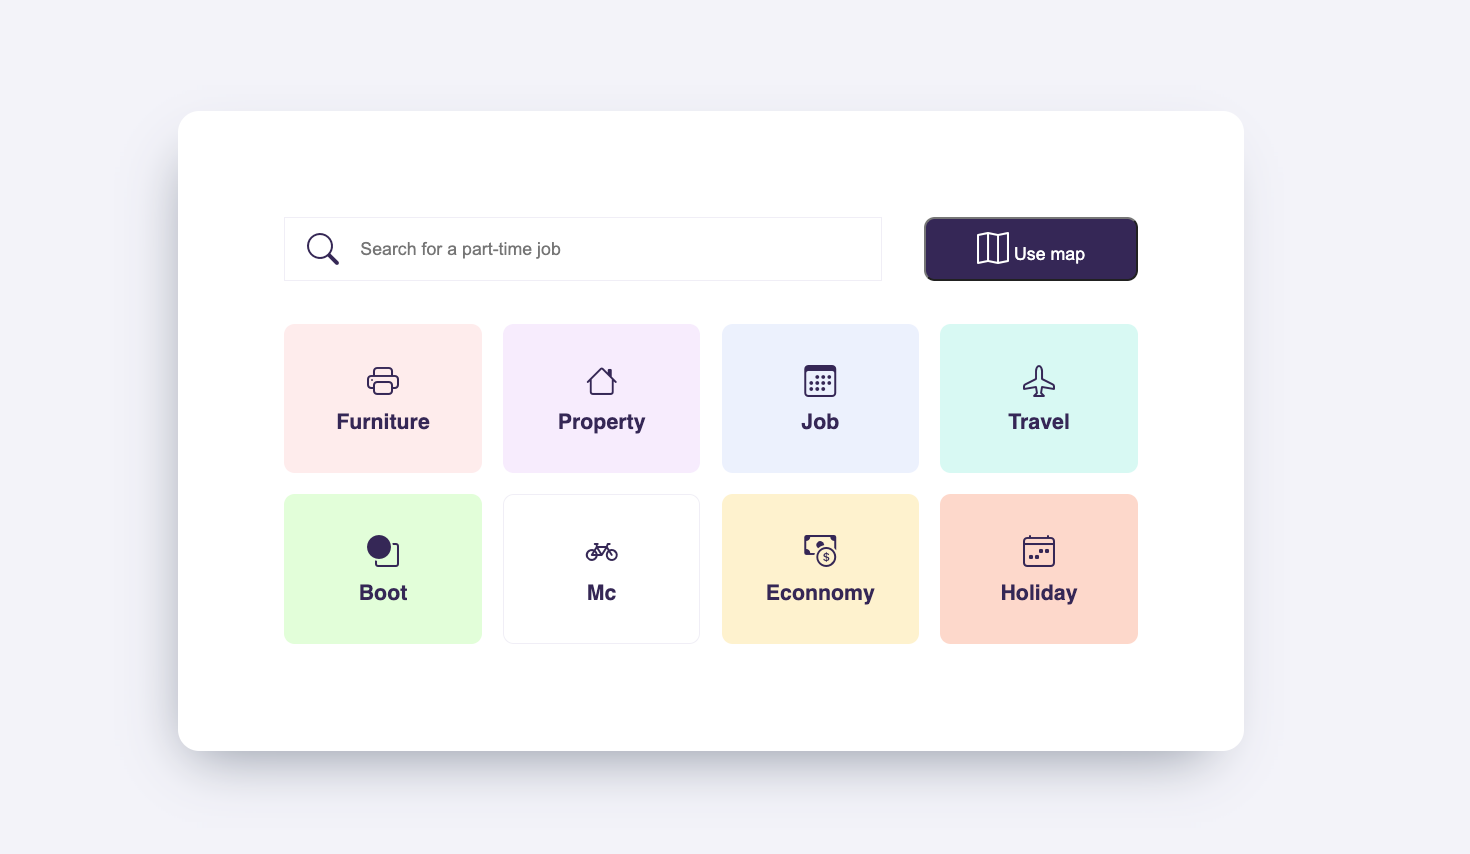 Search for a part-time job
Use map
Furniture
Property
Job
Travel
Boot
Mc
Econnomy
Holiday